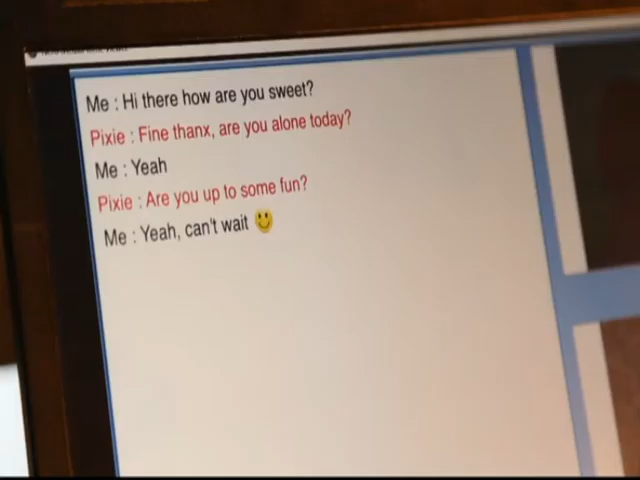 Me : Hi there how are you sweet?
Pixie : Fine thanx, are you alone today?
Me : Yeah
Pixie : Are you up to some fun?
Me : Yeah, can't wait